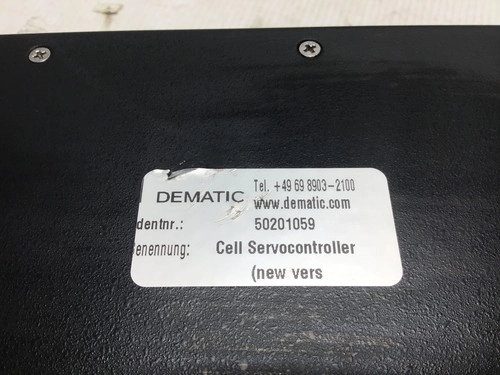 DEMATIC Tel. +49 69 8903-2100
www.dematic.com
dentnr.: 50201059
enennung: Cell Servocontroller
(new vers